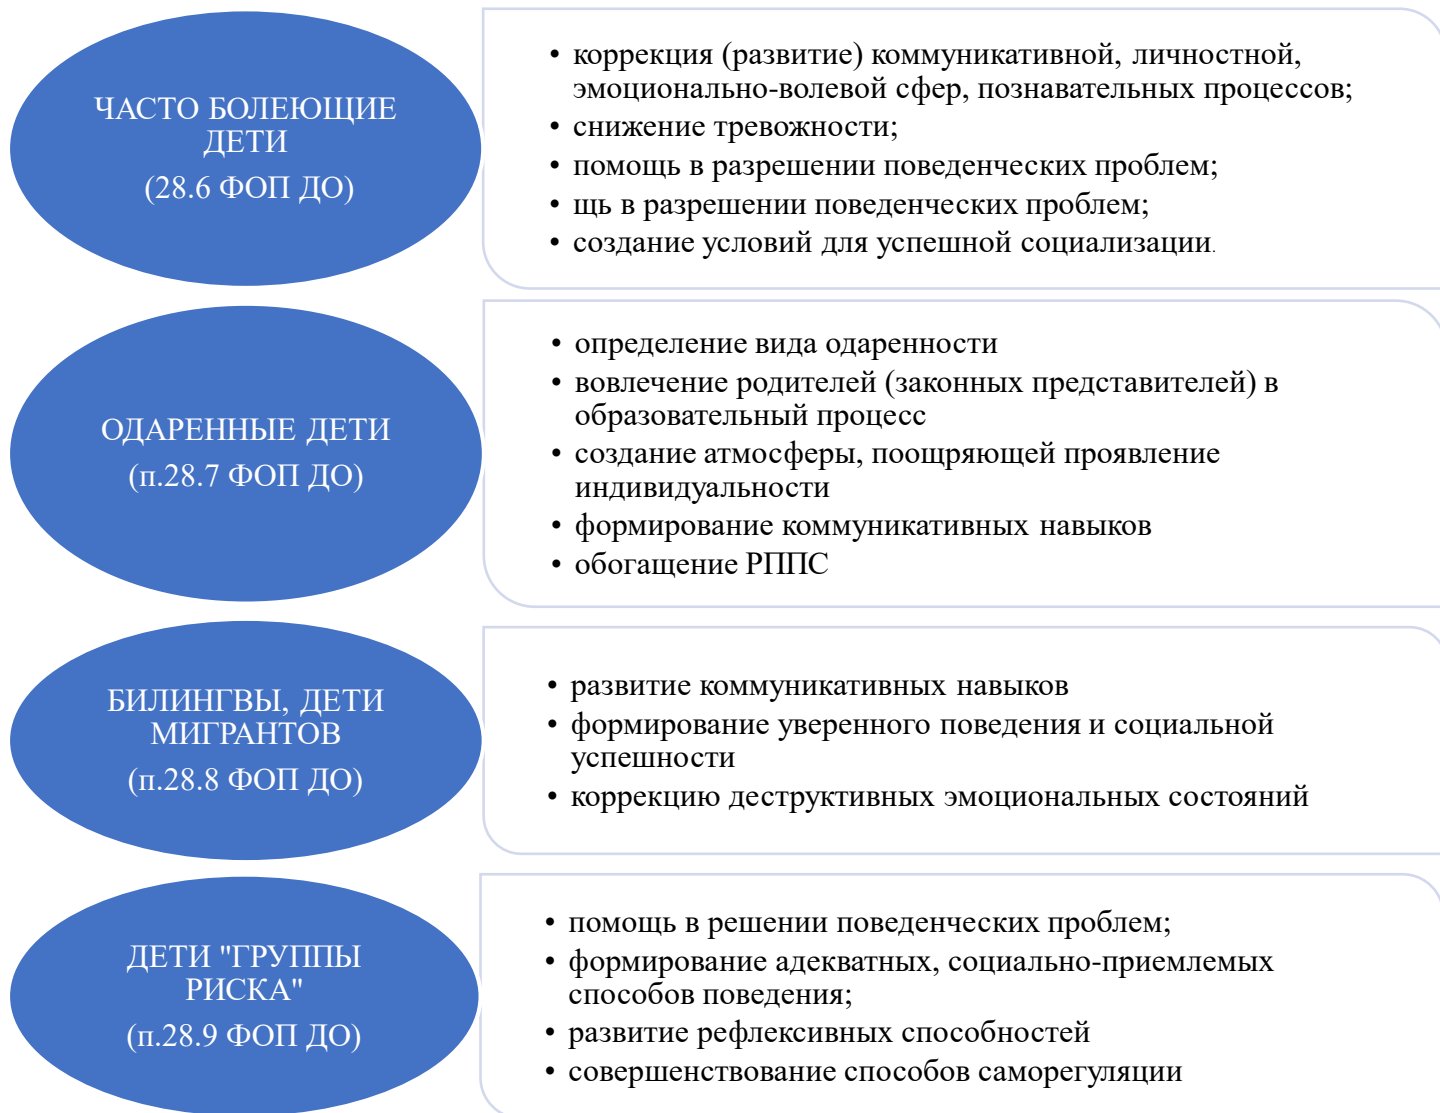 ЧАСТО БОЛЕЮЩИЕ
ДЕТИ
(28.6 ФОП ДО)
• коррекция (развитие) коммуникативной, личностной,
эмоционально-волевой сфер, познавательных процессов;
• снижение тревожности;
• помощь в разрешении поведенческих проблем;
• щь в разрешении поведенческих проблем;
• создание условий для успешной социализации.
ОДАРЕННЫЕ ДЕТИ
(п.28.7 ФОП ДО)
• определение вида одаренности
• вовлечение родителей (законных представителей) в
образовательный процесс
• создание атмосферы, поощряющей проявление
индивидуальности
• формирование коммуникативных навыков
• обогащение РППС
БИЛИНГВЫ, ДЕТИ
МИГРАНТОВ
(п.28.8 ФОП ДО)
• развитие коммуникативных навыков
• формирование уверенного поведения и социальной
успешности
• коррекцию деструктивных эмоциональных состояний
ДЕТИ "ГРУППЫ
РИСКА"
(п.28.9 ФОП ДО)
• помощь в решении поведенческих проблем;
• формирование адекватных, социально-приемлемых
способов поведения;
• развитие рефлексивных способностей
• совершенствование способов саморегуляции